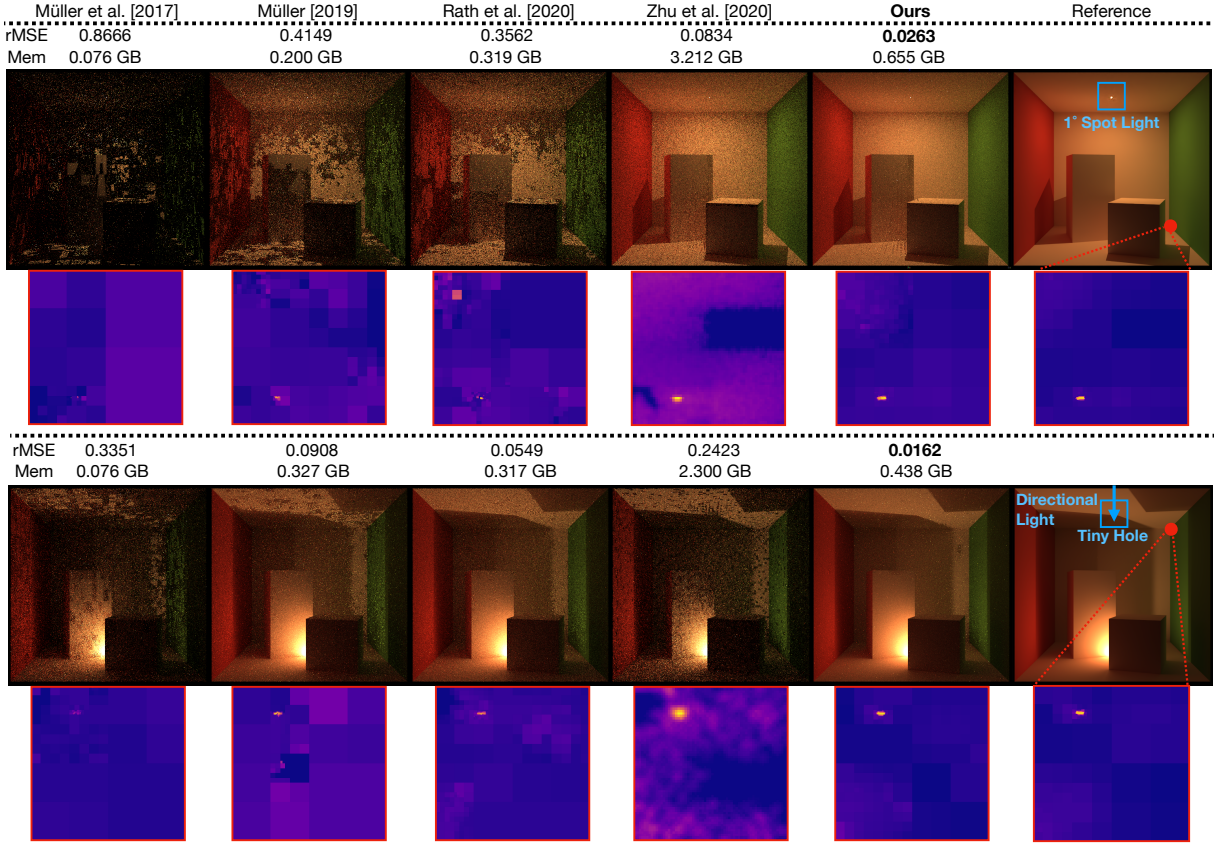 Müller et al. [2017] Müller [2019] Rath et al. [2020] Zhu et al. [2020] Ours Reference
rMSE 0.8666 0.4149 0.3562 0.0834 0.0263
Mem 0.076 GB 0.200 GB 0.319 GB 3.212 GB 0.655 GB
1° Spot Light
rMSE 0.3351 0.0908 0.0549 0.2423 0.0162
Mem 0.076 GB 0.327 GB 0.317 GB 2.300 GB 0.438 GB
Directional
Light
Tiny Hole